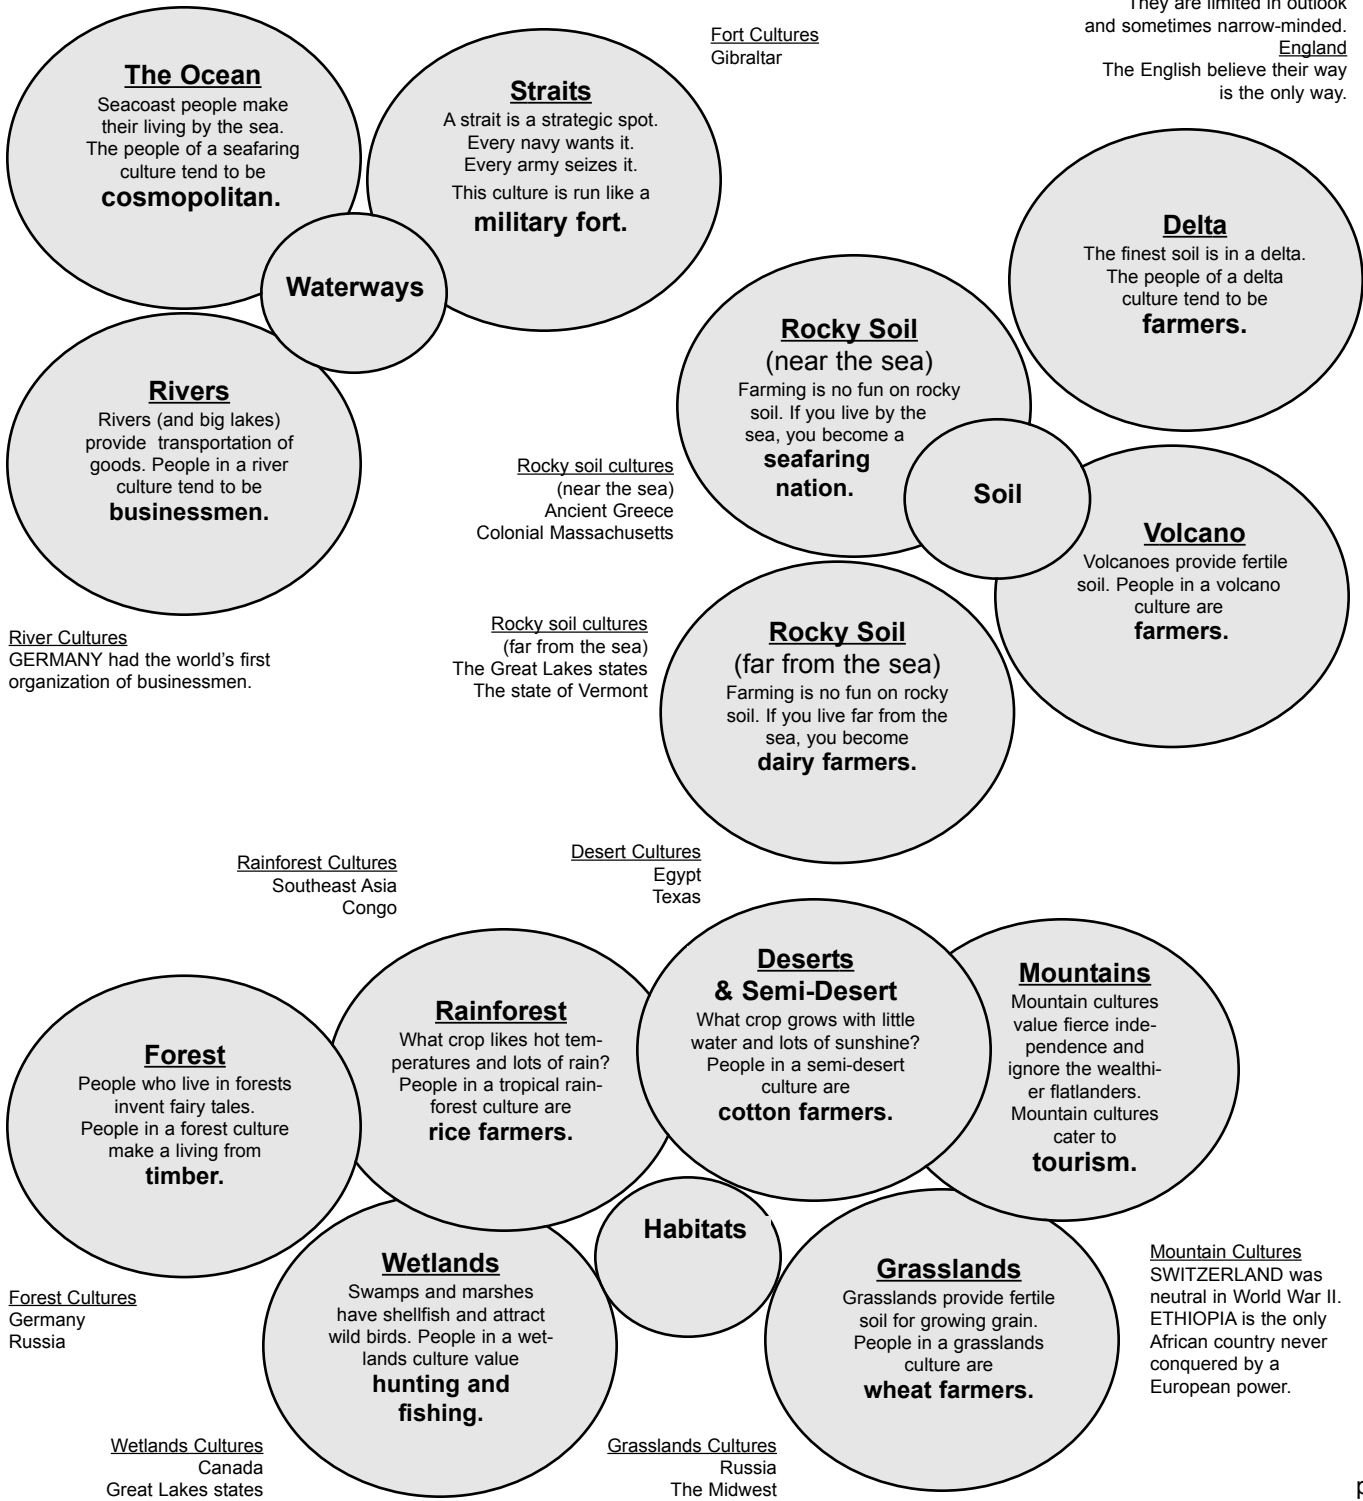 They are limited in outlook
and sometimes narrow-minded.
England
The English believe their way
is the only way.
Fort Cultures
Gibraltar
The Ocean
Seacoast people make
their living by the sea.
The people of a seafaring
culture tend to be
cosmopolitan.
Straits
A strait is a strategic spot.
Every navy wants it.
Every army seizes it.
This culture is run like a
military fort.
Waterways
Rivers
Rivers (and big lakes)
provide transportation of
goods. People in a river
culture tend to be
businessmen.
River Cultures
GERMANY had the world's first
organization of businessmen.
Delta
The finest soil is in a delta.
The people of a delta
culture tend to be
farmers.
Rocky Soil
(near the sea)
Farming is no fun on rocky
soil. If you live by the
sea, you become a
seafaring
nation.
Soil
Rocky soil cultures
(near the sea)
Ancient Greece
Colonial Massachusetts
Volcano
Volcanoes provide fertile
soil. People in a volcano
culture are
farmers.
Rocky soil cultures
(far from the sea)
The Great Lakes states
The state of Vermont
Rocky Soil
(far from the sea)
Farming is no fun on rocky
soil. If you live far from the
sea, you become
dairy farmers.
Rainforest Cultures
Southeast Asia
Congo
Desert Cultures
Egypt
Texas
Forest
People who live in forests
invent fairy tales.
People in a forest culture
make a living from
timber.
Rainforest
What crop likes hot tem-
peratures and lots of rain?
People in a tropical rain-
forest culture are
rice farmers.
Deserts
& Semi-Desert
What crop grows with little
water and lots of sunshine?
People in a semi-desert
culture are
cotton farmers.
Mountains
Mountain cultures
value fierce inde-
pendence and
ignore the wealthi-
er flatlanders.
Mountain cultures
cater to
tourism.
Habitats
Wetlands
Swamps and marshes
have shellfish and attract
wild birds. People in a wet-
lands culture value
hunting and
fishing.
Grasslands
Grasslands provide fertile
soil for growing grain.
People in a grasslands
culture are
wheat farmers.
Forest Cultures
Germany
Russia
Mountain Cultures
SWITZERLAND was
neutral in World War II.
ETHIOPIA is the only
African country never
conquered by a
European power.
Wetlands Cultures
Canada
Great Lakes states
Grasslands Cultures
Russia
The Midwest